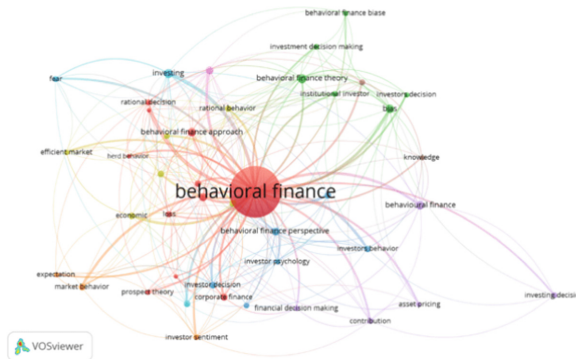 behavioral finance biase
investment decision making
fear
investing
behavioral finance theory
institutional investor
investors decision
rational decision
rational behavior
bias
behavioral finance approach
efficient market
herd behavior
knowledge
behavioral finance
behavioural finance
economic
loss
behavioral finance perspective
investors behavior
investor psychology
expectation
market behavior
prospect theory
investor decision
corporate finance
financial decision making
asset pricing
investing decisi
contribution
investor sentiment
VOSviewer